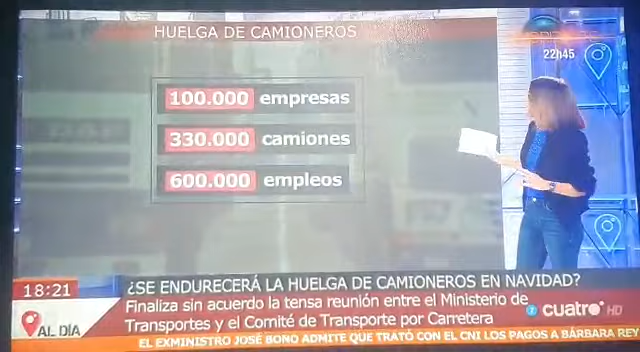 HUELGA DE CAMIONEROS
22h45
100.000 empresas
330.000 camiones
600.000 empleos
18:21
¿SE ENDURECERÁ LA HUELGA DE CAMIONEROS EN NAVIDAD?
Finaliza sin acuerdo la tensa reunión entre el Ministerio de
Transportes y el Comité de Transporte por Carretera
cuatro HD
AL DÍA
EL EXMINISTRO JOSÉ BONO ADMITE QUE TRATÓ CON EL CNI LOS PAGOS A BÁRBARA REY